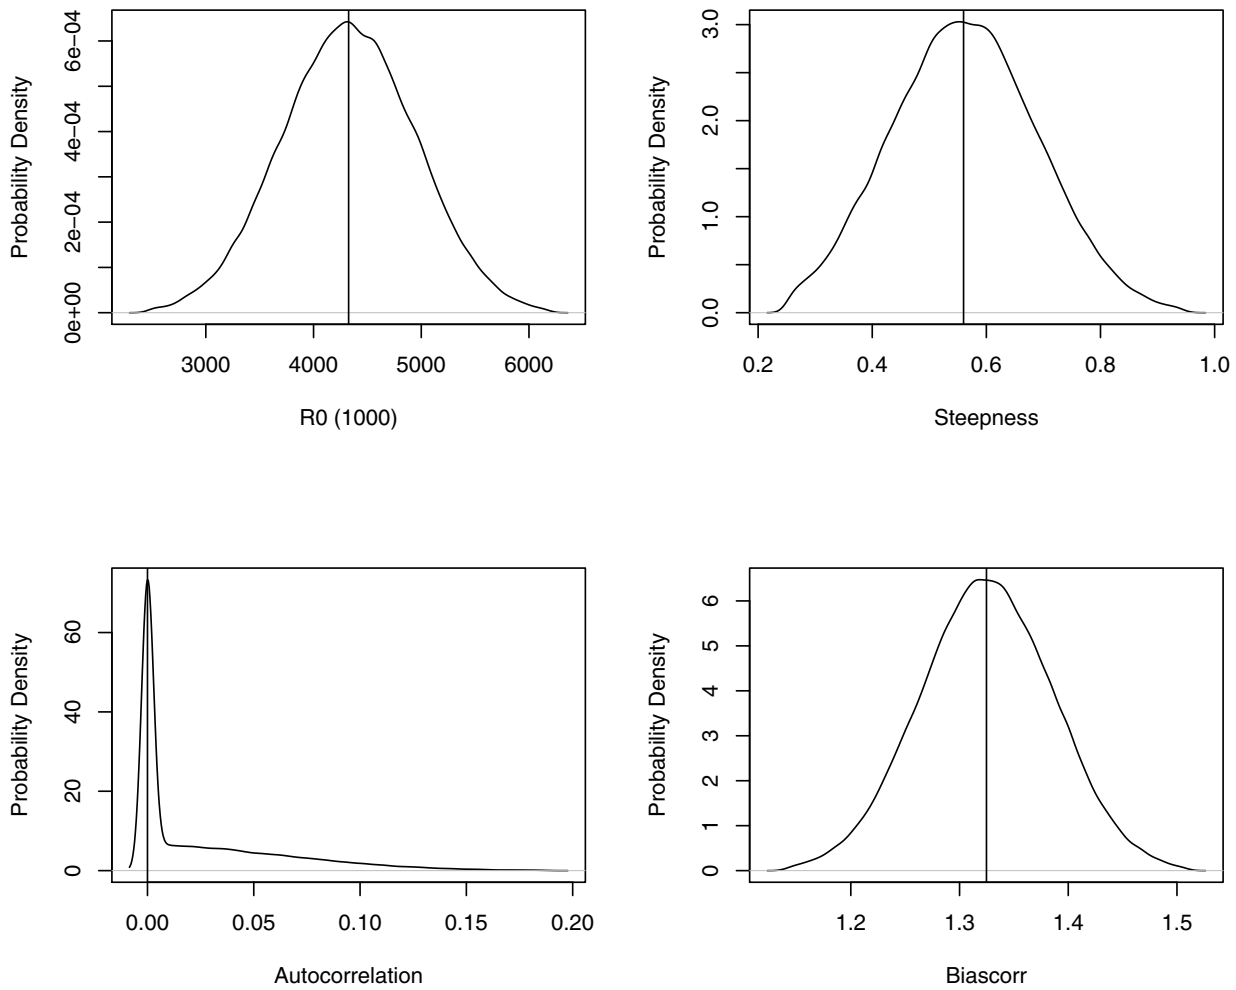 Probability Density
0e+00
2e−04
4e−04
6e−04
3000 4000 5000 6000
R0 (1000)
Probability Density
0.0
1.0
2.0
3.0
0.2 0.4 0.6 0.8 1.0
Steepness
Probability Density
0
20
40
60
0.00 0.05 0.10 0.15 0.20
Autocorrelation
Probability Density
0
1
2
3
4
5
6
1.2 1.3 1.4 1.5
Biascorr